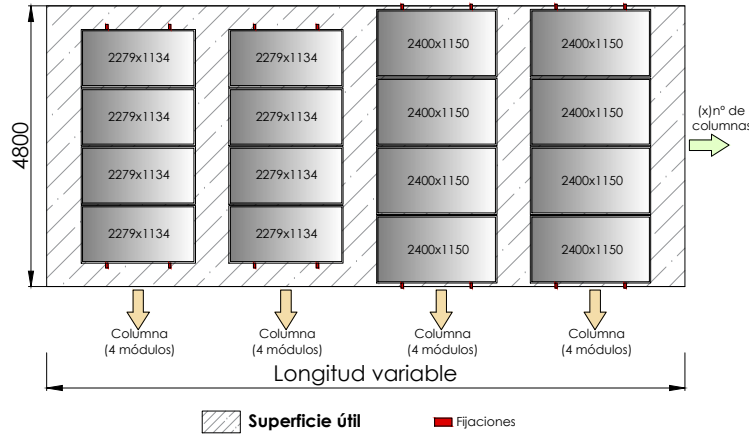 4800
2279x1134
2279x1134
2400x1150
2400x1150
2279x1134
2279x1134
2400x1150
2400x1150
2279x1134
2279x1134
2400x1150
2400x1150
2279x1134
2279x1134
2400x1150
2400x1150
(x)nº de
columnas
Columna
(4 módulos)
Columna
(4 módulos)
Columna
(4 módulos)
Columna
(4 módulos)
Longitud variable
Superficie útil
Fijaciones